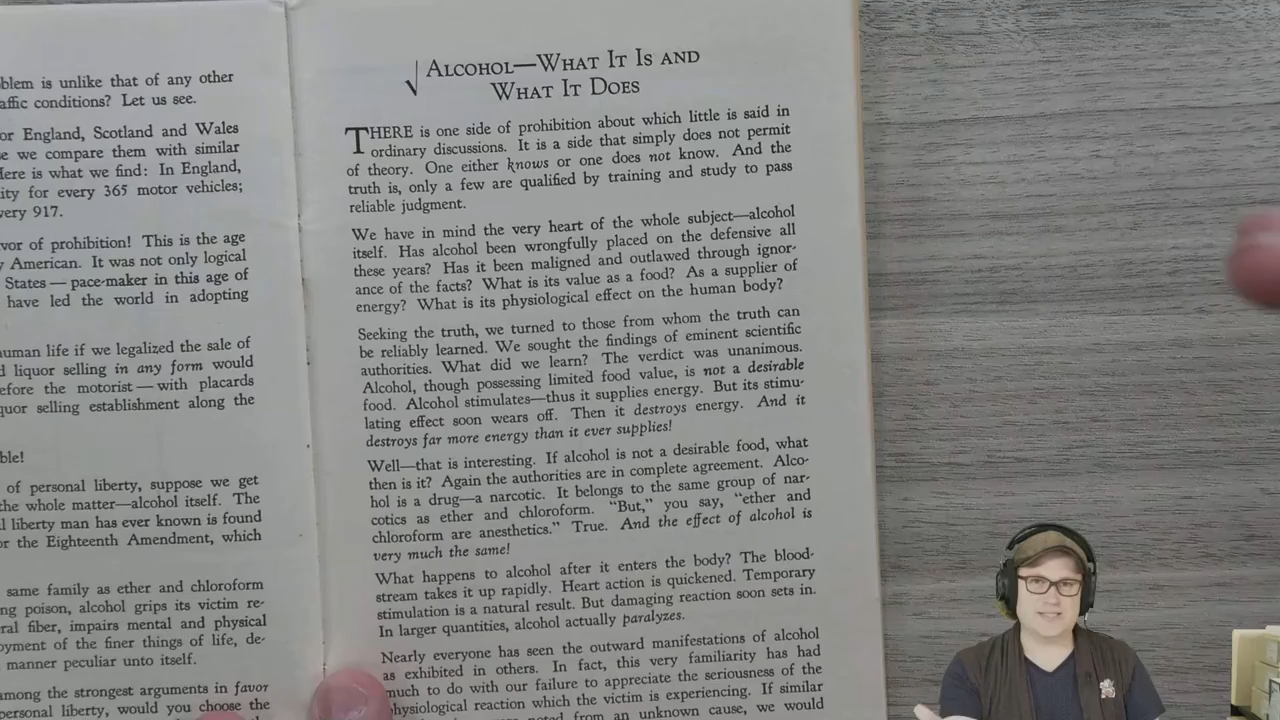 blem is unlike that of any other
affic conditions? Let us see.
or England, Scotland and Wales
e we compare them with similar
Here is what we find: In England,
ity for every 365 motor vehicles;
very 917.
vor of prohibition! This is the age
y American. It was not only logical
States — pace-maker in this age of
have led the world in adopting
human life if we legalized the sale of
d liquor selling in any form would
efore the motorist — with placards
quor selling establishment along the
ble!
of personal liberty, suppose we get
the whole matter—alcohol itself. The
l liberty man has ever known is found
or the Eighteenth Amendment, which
same family as ether and chloroform
ng poison, alcohol grips its victim re-
ral fiber, impairs mental and physical
oyment of the finer things of life, de-
manner peculiar unto itself.
among the strongest arguments in favor
personal liberty, would you choose the
√ Alcohol—What It Is and
What It Does
THERE is one side of prohibition about which little is said in
ordinary discussions. It is a side that simply does not permit
of theory. One either knows or one does not know. And the
truth is, only a few are qualified by training and study to pass
reliable judgment.
We have in mind the very heart of the whole subject—alcohol
itself. Has alcohol been wrongfully placed on the defensive all
these years? Has it been maligned and outlawed through ignor-
ance of the facts? What is its value as a food? As a supplier of
energy? What is its physiological effect on the human body?
Seeking the truth, we turned to those from whom the truth can
be reliably learned. We sought the findings of eminent scientific
authorities. What did we learn? The verdict was unanimous.
Alcohol, though possessing limited food value, is not a desirable
food. Alcohol stimulates—thus it supplies energy. But its stimu-
lating effect soon wears off. Then it destroys energy. And it
destroys far more energy than it ever supplies!
Well—that is interesting. If alcohol is not a desirable food, what
then is it? Again the authorities are in complete agreement. Alco-
hol is a drug—a narcotic. It belongs to the same group of nar-
cotics as ether and chloroform. “But,” you say, “ether and
chloroform are anesthetics.” True. And the effect of alcohol is
very much the same!
What happens to alcohol after it enters the body? The blood-
stream takes it up rapidly. Heart action is quickened. Temporary
stimulation is a natural result. But damaging reaction soon sets in.
In larger quantities, alcohol actually paralyzes.
Nearly everyone has seen the outward manifestations of alcohol
as exhibited in others. In fact, this very familiarity has had
much to do with our failure to appreciate the seriousness of the
physiological reaction which the victim is experiencing. If similar
noted from an unknown cause, we would